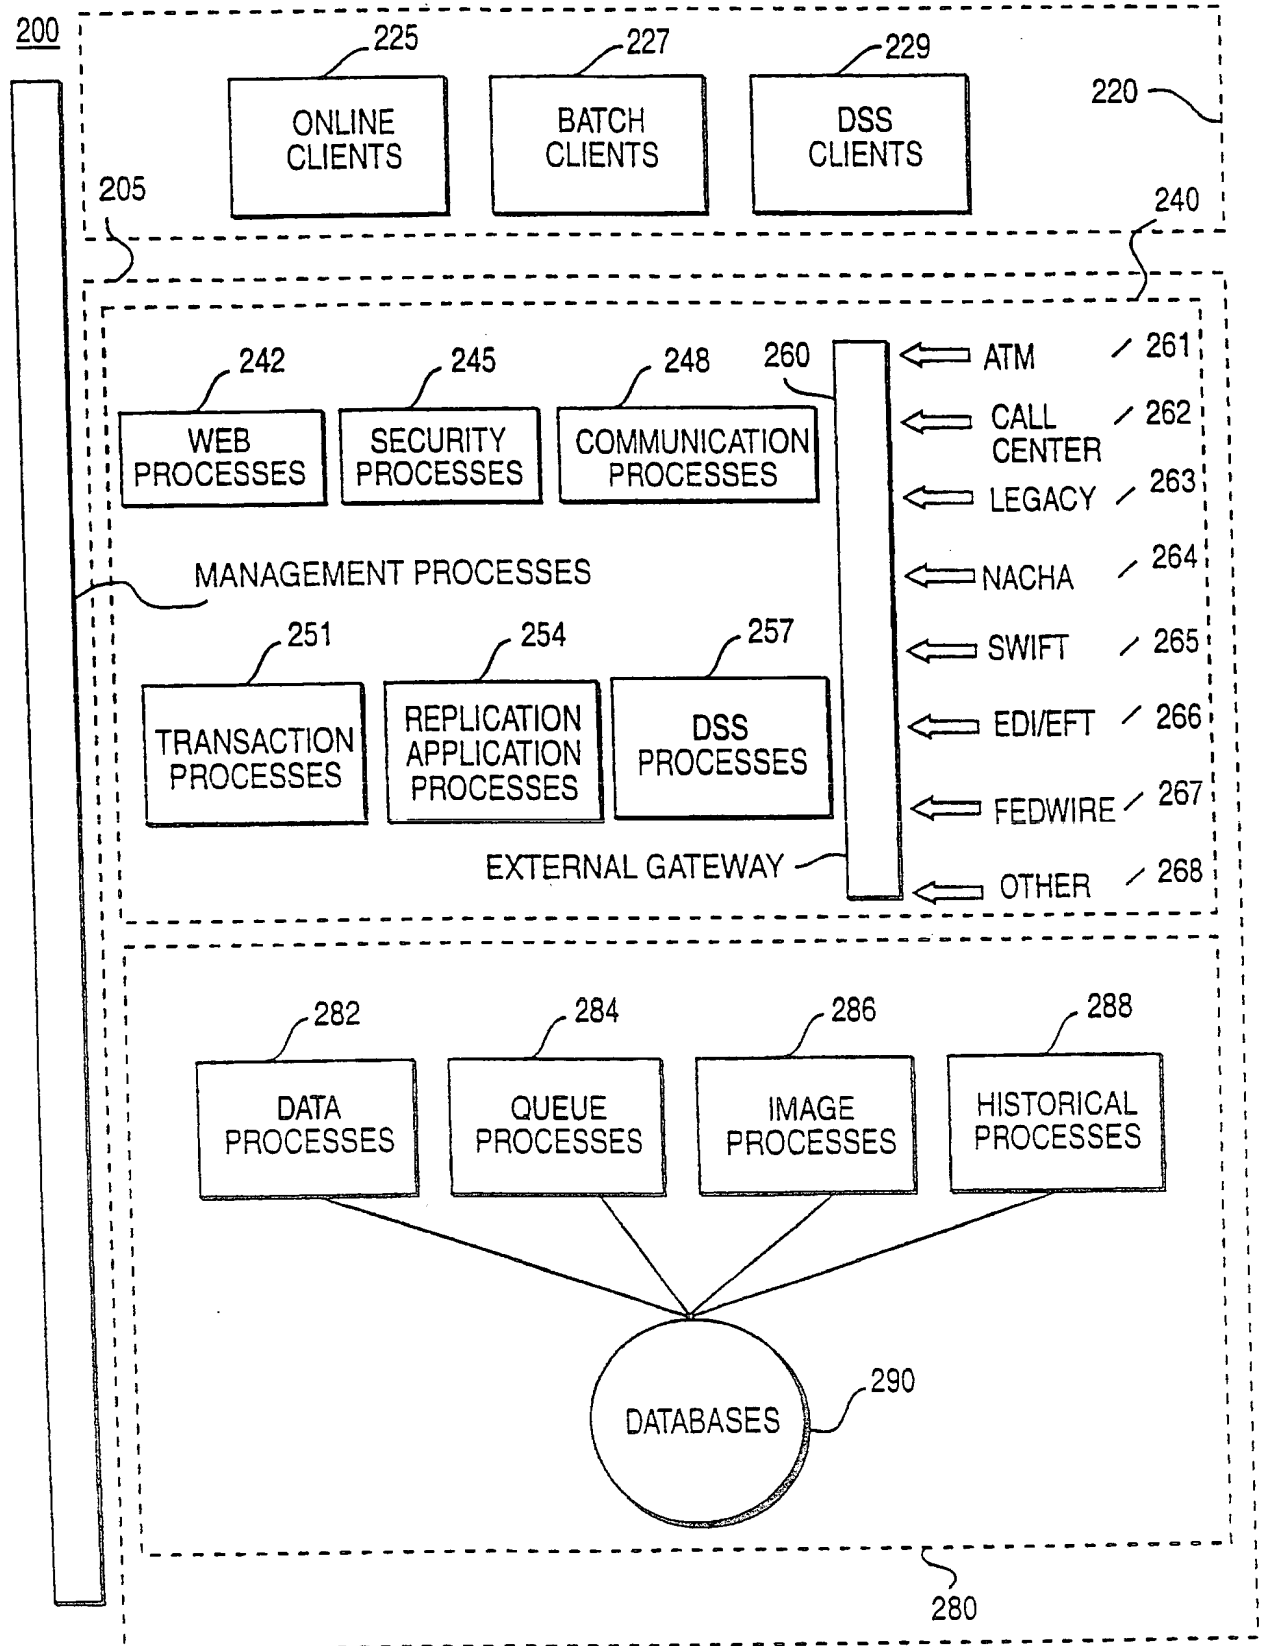 200
225
227
229
220
ONLINE
CLIENTS
BATCH
CLIENTS
DSS
CLIENTS
205
240
242
245
248
260
WEB
PROCESSES
SECURITY
PROCESSES
COMMUNICATION
PROCESSES
ATM
261
CALL
CENTER
262
LEGACY
263
NACHA
264
SWIFT
265
EDI/EFT
266
FEDWIRE
267
OTHER
268
MANAGEMENT PROCESSES
251
254
257
TRANSACTION
PROCESSES
REPLICATION
APPLICATION
PROCESSES
DSS
PROCESSES
EXTERNAL GATEWAY
282
284
286
288
DATA
PROCESSES
QUEUE
PROCESSES
IMAGE
PROCESSES
HISTORICAL
PROCESSES
DATABASES
290
280